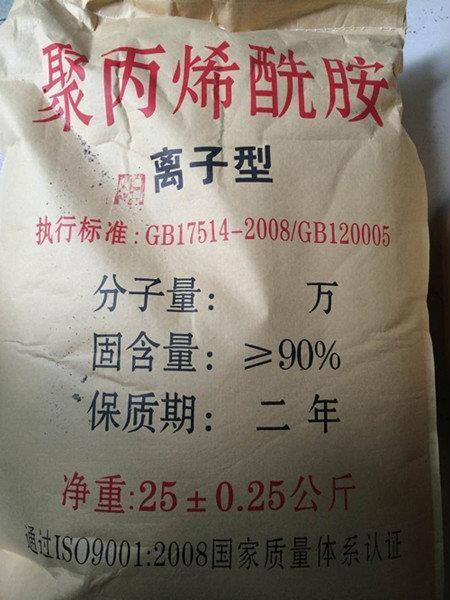 聚丙烯酰胺
阴离子型
执行标准:GB17514-2008/GB120005
分子量: 万
固含量: ≥90%
保质期: 二年
净重:25±0.25公斤
通过ISO9001:2008国家质量体系认证